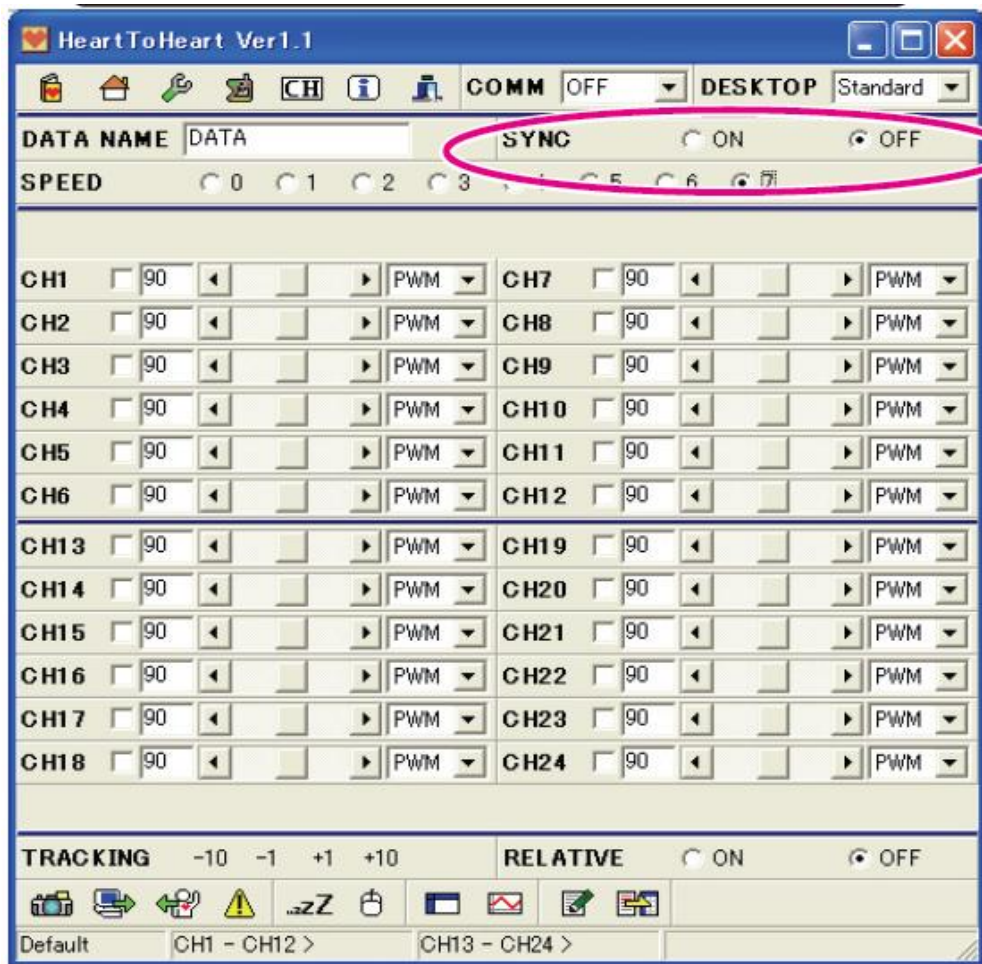 HeartToHeart Ver1.1
CH COMM OFF DESKTOP Standard
DATA NAME DATA SYNC ON OFF
SPEED 0 1 2 3 5 6 7
CH1 90 PWM CH7 90 PWM
CH2 90 PWM CH8 90 PWM
CH3 90 PWM CH9 90 PWM
CH4 90 PWM CH10 90 PWM
CH5 90 PWM CH11 90 PWM
CH6 90 PWM CH12 90 PWM
CH13 90 PWM CH19 90 PWM
CH14 90 PWM CH20 90 PWM
CH15 90 PWM CH21 90 PWM
CH16 90 PWM CH22 90 PWM
CH17 90 PWM CH23 90 PWM
CH18 90 PWM CH24 90 PWM
TRACKING -10 -1 +1 +10 RELATIVE ON OFF
..zzZ
Default CH1 - CH12 > CH13 - CH24 >